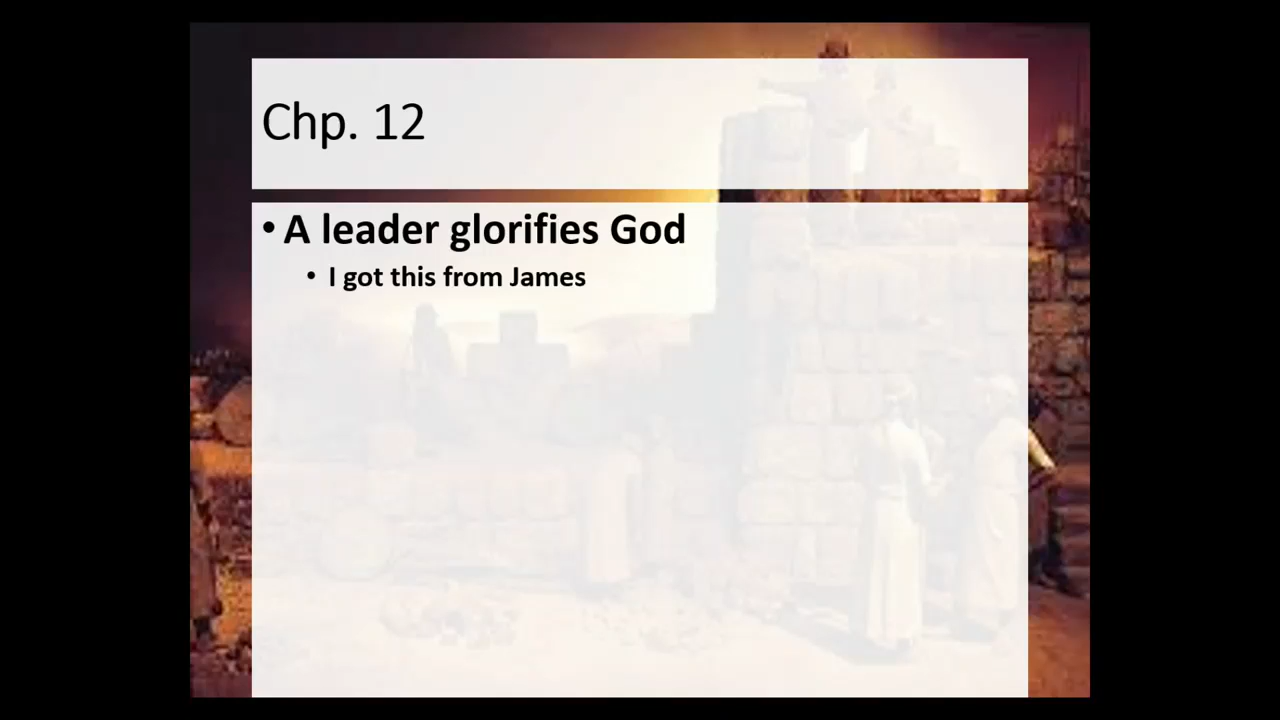 Chp. 12
• A leader glorifies God
• I got this from James